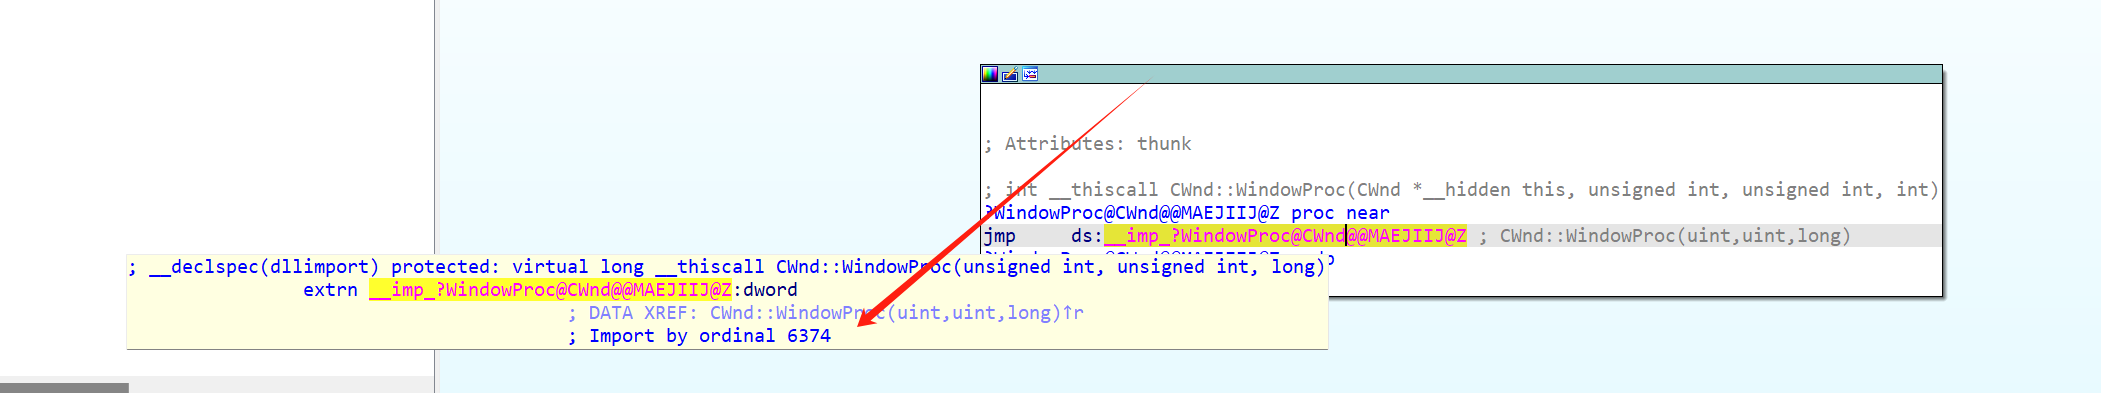 ; Attributes: thunk
; int __thiscall CWnd::WindowProc(CWnd *__hidden this, unsigned int, unsigned int, int)
?WindowProc@CWnd@@MAEJIIJ@Z proc near
jmp ds:__imp_?WindowProc@CWnd@@MAEJIIJ@Z ; CWnd::WindowProc(uint,uint,long)
; __declspec(dllimport) protected: virtual long __thiscall CWnd::WindowProc(unsigned int, unsigned int, long)
extrn __imp_?WindowProc@CWnd@@MAEJIIJ@Z:dword
; DATA XREF: CWnd::WindowProc(uint,uint,long)↑r
; Import by ordinal 6374